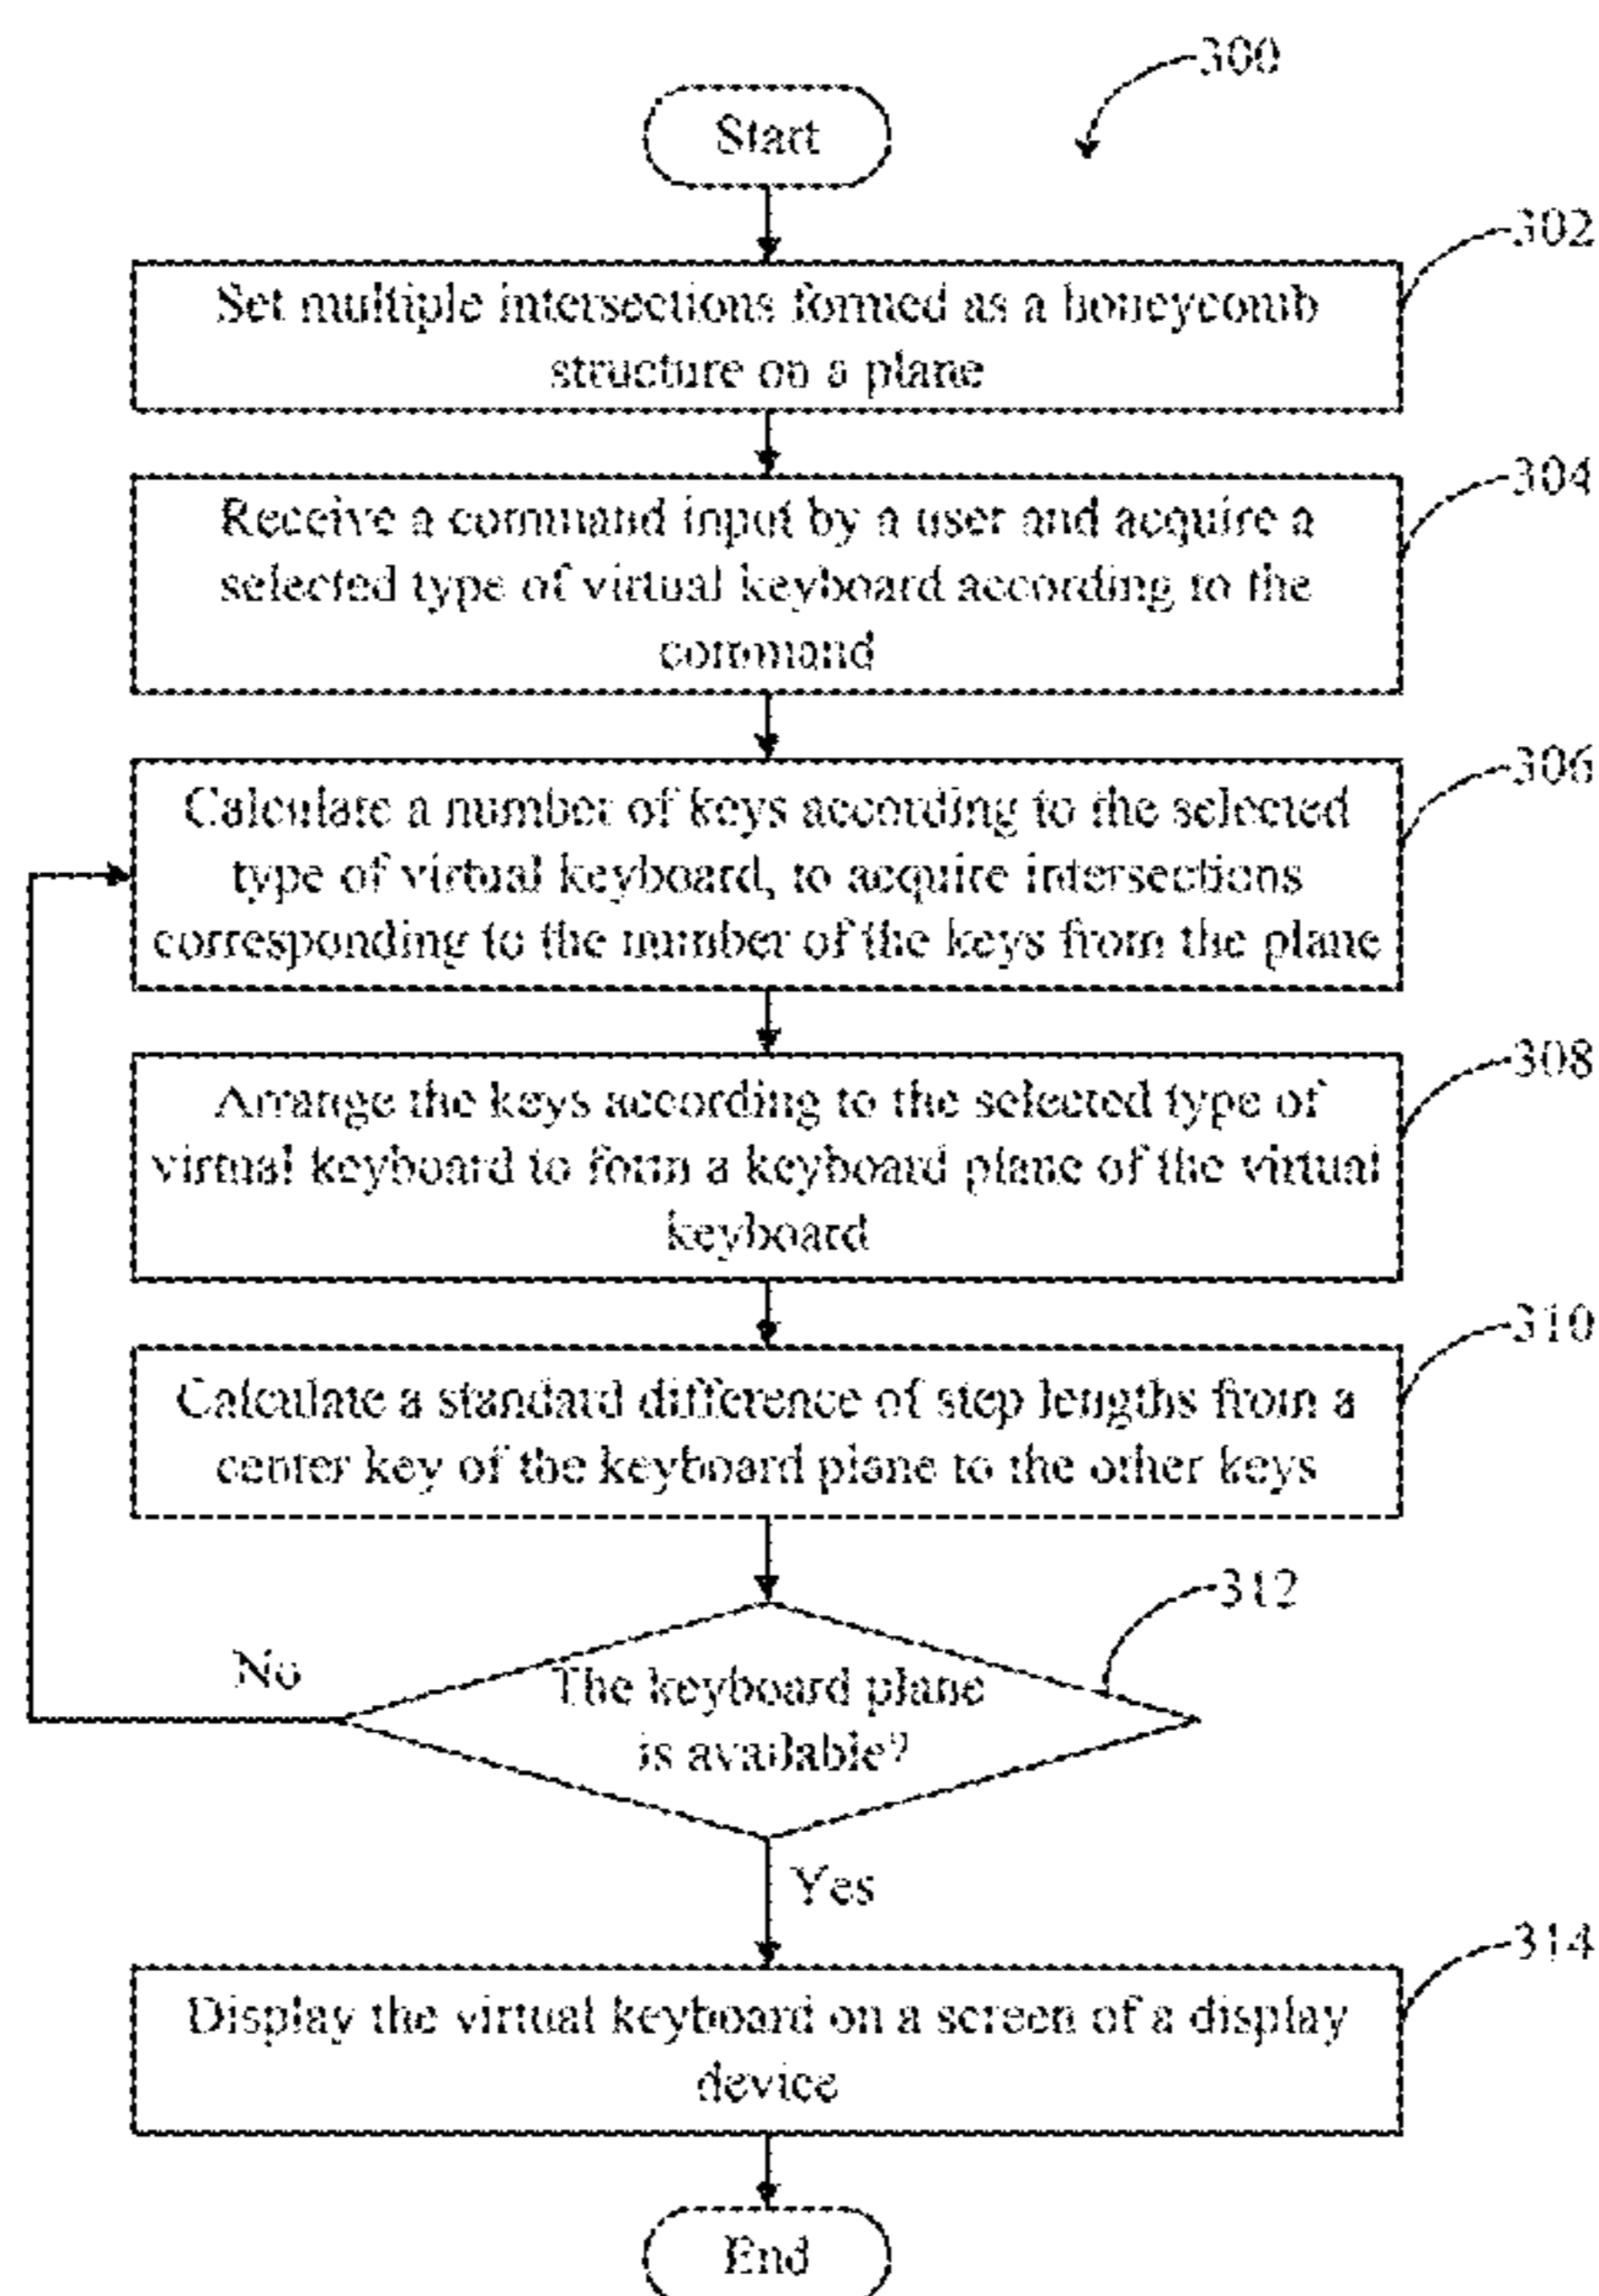 300
Start
302
Set multiple intersections formed as a honeycomb
structure on a plane
304
Receive a command input by a user and acquire a
selected type of virtual keyboard according to the
command
306
Calculate a number of keys according to the selected
type of virtual keyboard, to acquire intersections
corresponding to the number of the keys from the plane
308
Arrange the keys according to the selected type of
virtual keyboard to form a keyboard plane of the virtual
keyboard
310
Calculate a standard difference of step lengths from a
center key of the keyboard plane to the other keys
312
No
The keyboard plane
is available?
Yes
314
Display the virtual keyboard on a screen of a display
device
End